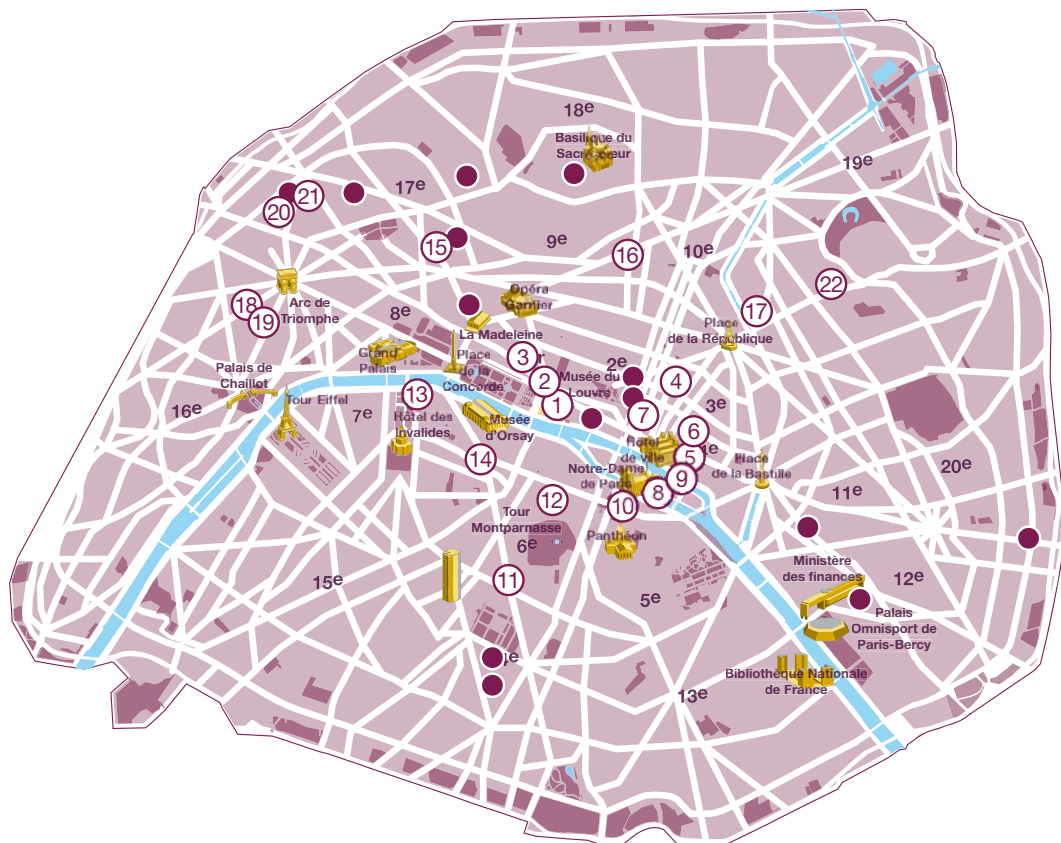 18e
Basilique du
Sacré-cœur
19e
17e
21
20
9e
10e
15
16
22
Opéra
Garnier
Arc de
Triomphe
18
19
8e
17
Place
de la République
La Madeleine
Grand
Palais
Place
de la
Concorde
3
2e
Palais de
Chaillot
Musée du
Louvre
2
4
1
13
Tour Eiffel
16e
7e
3e
7
Hôtel des
Invalides
Musée
d'Orsay
6
Hôtel
de ville
5
14
Place
de la Bastille
Notre-Dame
de Paris
20e
9
8
11e
12
10
Tour
Montparnasse
Panthéon
6e
Ministère
des finances
15e
11
12e
5e
Palais
Omnisport de
Paris-Bercy
Bibliothèque Nationale
de France
13e